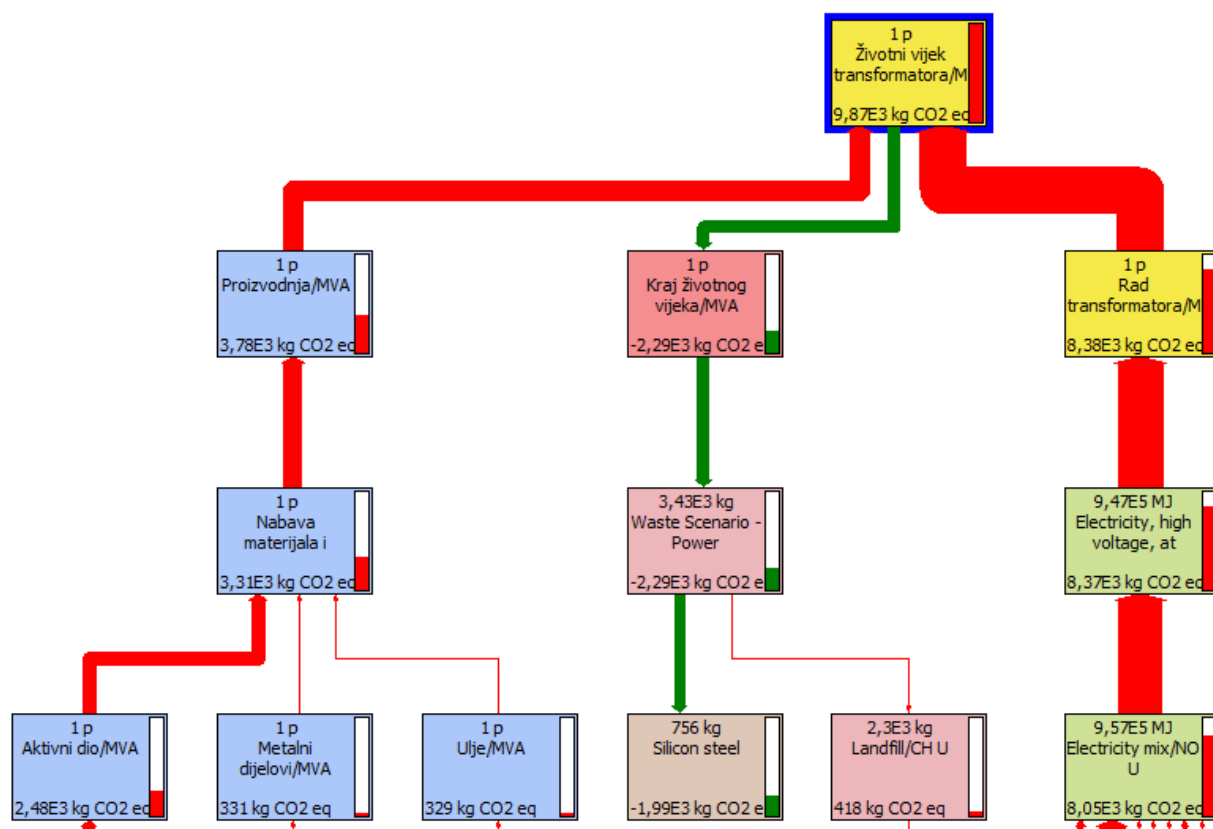 1 p
Životni vijek
transformatora/M
9,87E3 kg CO2 eq
1 p
Proizvodnja/MVA
3,78E3 kg CO2 eq
1 p
Kraj životnog
vijeka/MVA
-2,29E3 kg CO2 e
1 p
Rad
transformatora/M
8,38E3 kg CO2 eq
1 p
Nabava
materijala i
3,31E3 kg CO2 eq
3,43E3 kg
Waste Scenario -
Power
-2,29E3 kg CO2 e
9,47E5 MJ
Electricity, high
voltage, at
8,37E3 kg CO2 eq
1 p
Aktivni dio/MVA
2,48E3 kg CO2 eq
1 p
Metalni
dijelovi/MVA
331 kg CO2 eq
1 p
Ulje/MVA
329 kg CO2 eq
756 kg
Silicon steel
-1,99E3 kg CO2 e
2,3E3 kg
Landfill/CH U
418 kg CO2 eq
9,57E5 MJ
Electricity mix/NO
U
8,05E3 kg CO2 eq